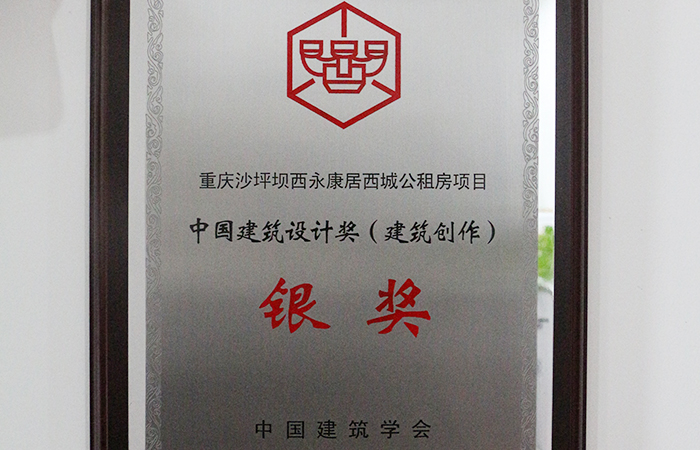 重庆沙坪坝西永康居西城公租房项目
中国建筑设计奖（建筑创作）
银奖
中国建筑学会